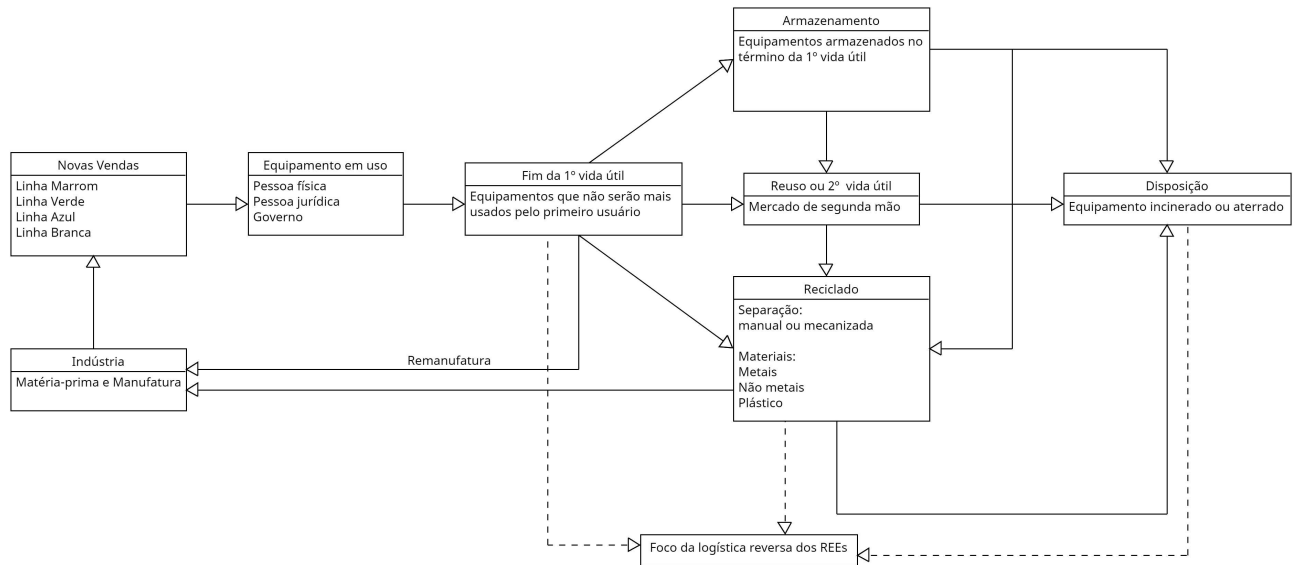 Armazenamento
Equipamentos armazenados no
término da 1º vida útil
Novas Vendas
Linha Marrom
Linha Verde
Linha Azul
Linha Branca
Equipamento em uso
Pessoa física
Pessoa jurídica
Governo
Fim da 1º vida útil
Equipamentos que não serão mais
usados pelo primeiro usuário
Reuso ou 2º vida útil
Mercado de segunda mão
Disposição
Equipamento incinerado ou aterrado
Reciclado
Separação:
manual ou mecanizada
Materiais:
Metais
Não metais
Plástico
Indústria
Matéria-prima e Manufatura
Remanufatura
Foco da logística reversa dos REEs